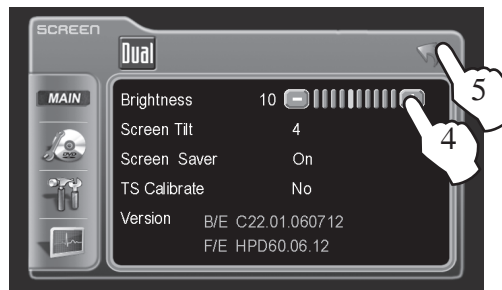 SCREEN
Dual
MAIN
Brightness 10
Screen Tilt 4
Screen Saver On
TS Calibrate No
Version B/E C22.01.060712
F/E HPD60.06.12
5
4
DVD